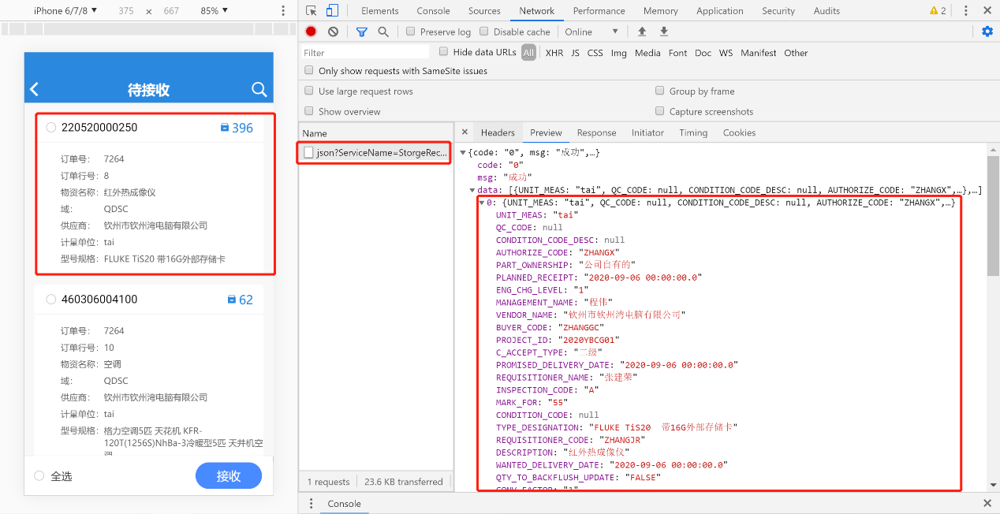 iPhone 6/7/8 ▼ 375 × 667 85% ▼
Elements Console Sources Network Performance Memory Application Security Audits 2
Preserve log Disable cache Online ▼
Filter Hide data URLs All XHR JS CSS Img Media Font Doc WS Manifest Other
Only show requests with SameSite issues
Use large request rows Group by frame
Show overview Capture screenshots
待接收
220520000250 396
订单号: 7264
订单行号: 8
物资名称: 红外热成像仪
域: QDSC
供应商: 钦州市钦州湾电脑有限公司
计量单位: tai
型号规格: FLUKE TiS20 带16G外部存储卡
460306004100 62
订单号: 7264
订单行号: 10
物资名称: 空调
域: QDSC
供应商: 钦州市钦州湾电脑有限公司
计量单位: tai
型号规格: 格力空调5匹 天花机 KFR-
120T(1256S)NhBa-3冷暖型5匹 天井机空
调
全选 接收
Name
json?ServiceName=StorgeRec...
1 requests 23.6 KB transferred
Headers Preview Response Initiator Timing Cookies
▼{code: "0", msg: "成功",…}
code: "0"
msg: "成功"
▼data: [{UNIT_MEAS: "tai", QC_CODE: null, CONDITION_CODE_DESC: null, AUTHORIZE_CODE: "ZHANGX",…},…]
▼0: {UNIT_MEAS: "tai", QC_CODE: null, CONDITION_CODE_DESC: null, AUTHORIZE_CODE: "ZHANGX",…}
UNIT_MEAS: "tai"
QC_CODE: null
CONDITION_CODE_DESC: null
AUTHORIZE_CODE: "ZHANGX"
PART_OWNERSHIP: "公司自有的"
PLANNED_RECEIPT: "2020-09-06 00:00:00.0"
ENG_CHG_LEVEL: "1"
MANAGEMENT_NAME: "程伟"
VENDOR_NAME: "钦州市钦州湾电脑有限公司"
BUYER_CODE: "ZHANGGC"
PROJECT_ID: "2020YBCG01"
C_ACCEPT_TYPE: "二级"
PROMISED_DELIVERY_DATE: "2020-09-06 00:00:00.0"
REQUISITIONER_NAME: "张建荣"
INSPECTION_CODE: "A"
MARK_FOR: "55"
CONDITION_CODE: null
TYPE_DESIGNATION: "FLUKE TiS20  带16G外部存储卡"
REQUISITIONER_CODE: "ZHANGJR"
DESCRIPTION: "红外热成像仪"
WANTED_DELIVERY_DATE: "2020-09-06 00:00:00.0"
QTY_TO_BACKFLUSH_UPDATE: "FALSE"
CONV_FACTOR: "1"
Console